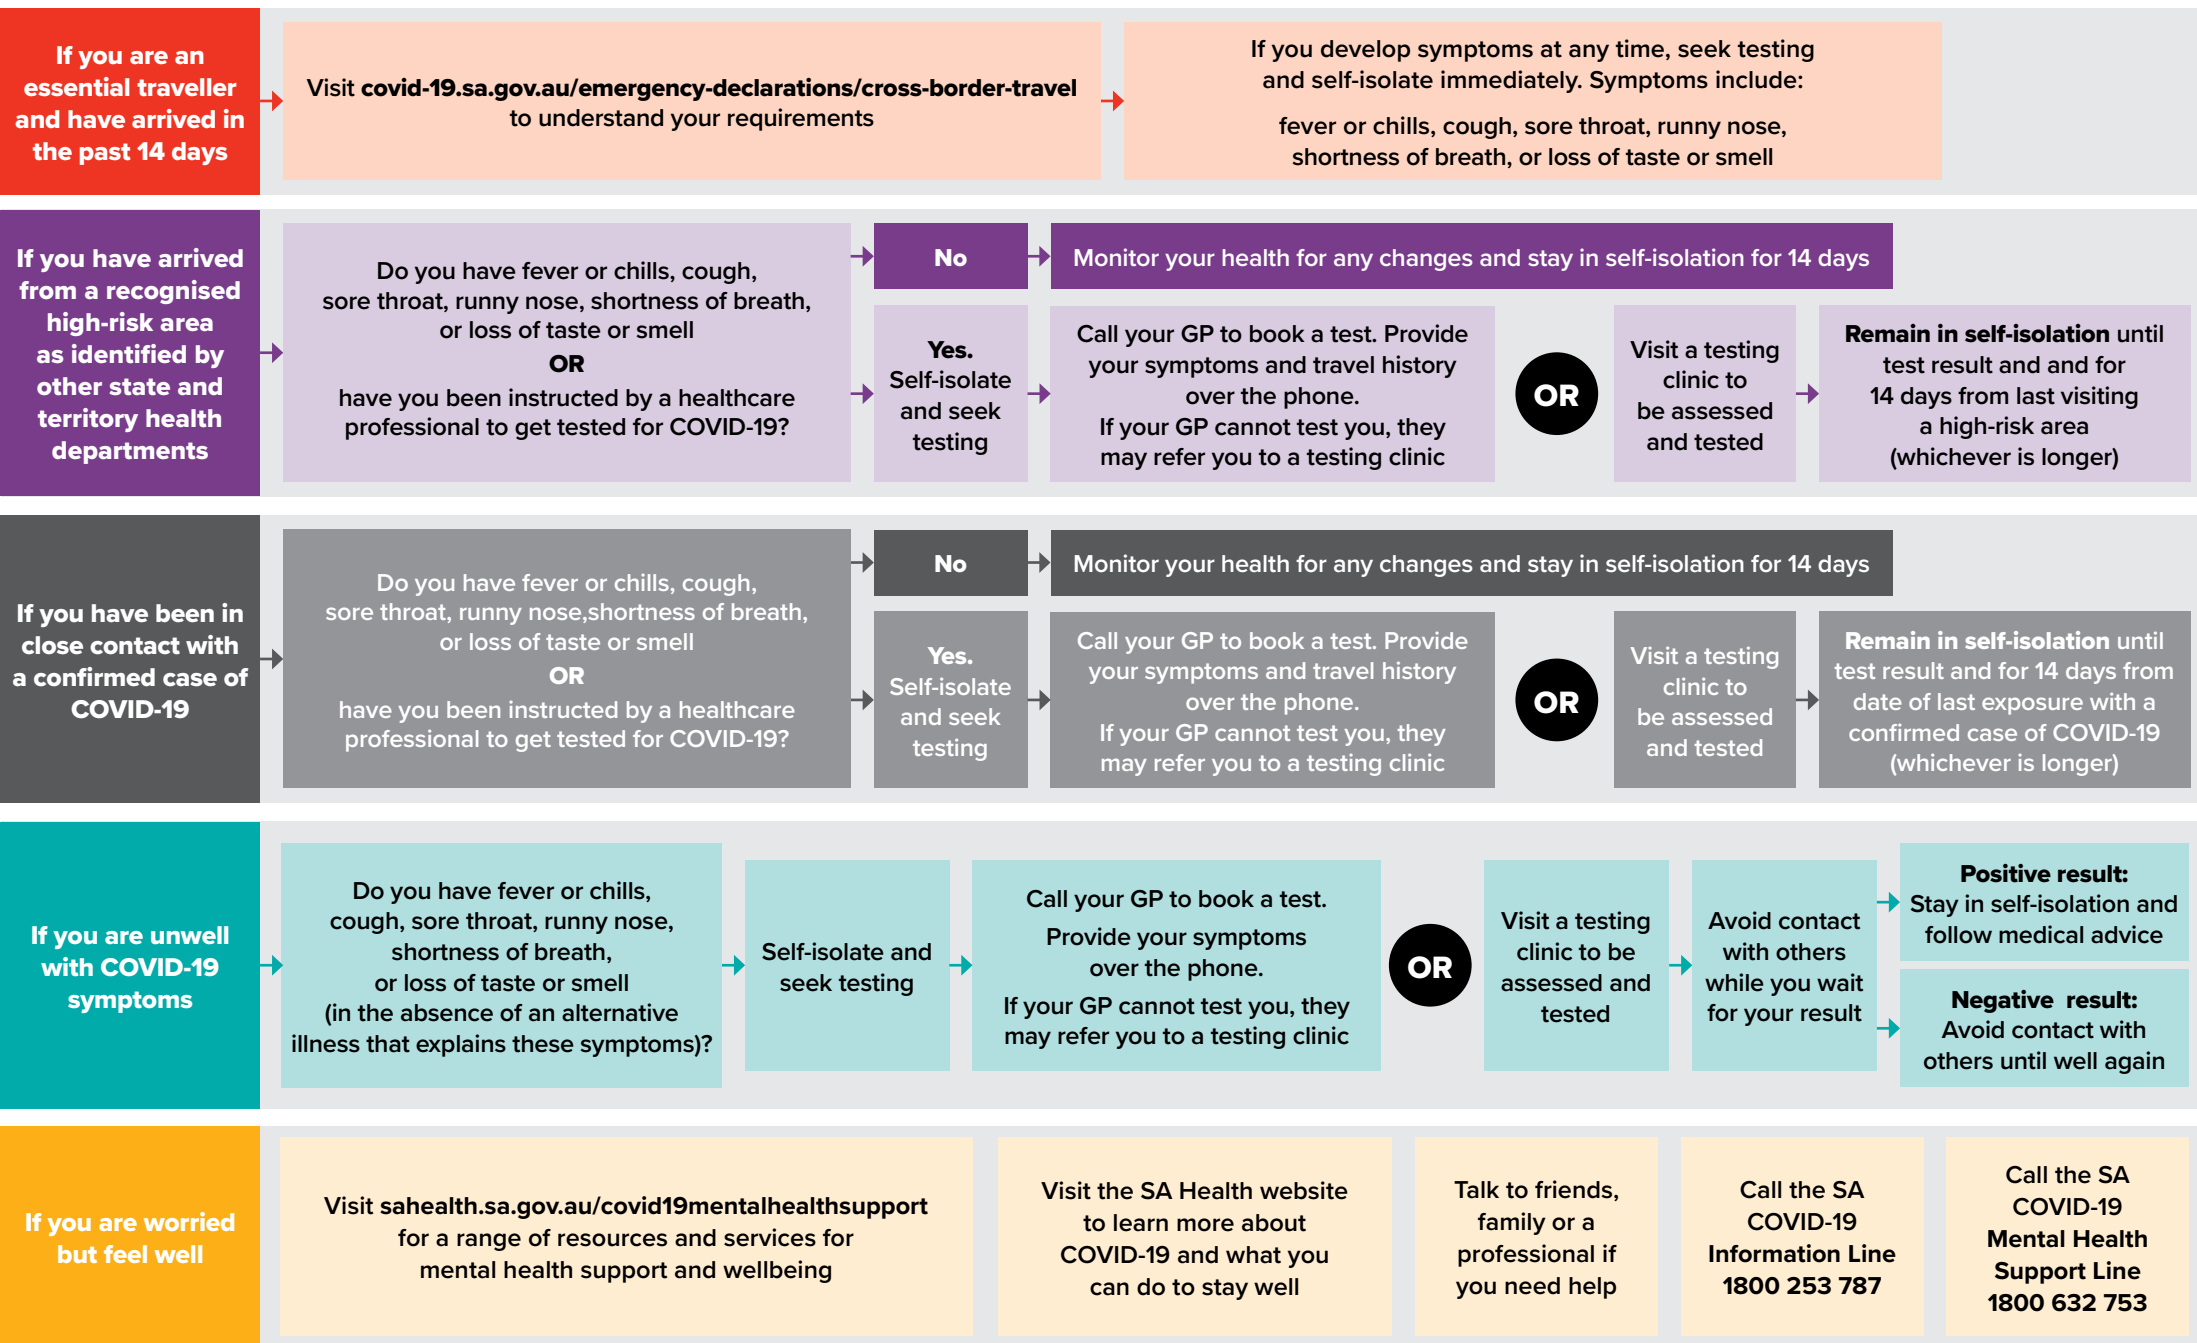 If you are an
essential traveller
and have arrived in
the past 14 days
Visit covid-19.sa.gov.au/emergency-declarations/cross-border-travel
to understand your requirements
If you develop symptoms at any time, seek testing
and self-isolate immediately. Symptoms include:
fever or chills, cough, sore throat, runny nose,
shortness of breath, or loss of taste or smell
If you have arrived
from a recognised
high-risk area
as identified by
other state and
territory health
departments
Do you have fever or chills, cough,
sore throat, runny nose, shortness of breath,
or loss of taste or smell
OR
have you been instructed by a healthcare
professional to get tested for COVID-19?
No
Monitor your health for any changes and stay in self-isolation for 14 days
Yes.
Self-isolate
and seek
testing
Call your GP to book a test. Provide
your symptoms and travel history
over the phone.
If your GP cannot test you, they
may refer you to a testing clinic
OR
Visit a testing
clinic to
be assessed
and tested
Remain in self-isolation until
test result and and for
14 days from last visiting
a high-risk area
(whichever is longer)
If you have been in
close contact with
a confirmed case of
COVID-19
Do you have fever or chills, cough,
sore throat, runny nose,shortness of breath,
or loss of taste or smell
OR
have you been instructed by a healthcare
professional to get tested for COVID-19?
No
Monitor your health for any changes and stay in self-isolation for 14 days
Yes.
Self-isolate
and seek
testing
Call your GP to book a test. Provide
your symptoms and travel history
over the phone.
If your GP cannot test you, they
may refer you to a testing clinic
OR
Visit a testing
clinic to
be assessed
and tested
Remain in self-isolation until
test result and for 14 days from
date of last exposure with a
confirmed case of COVID-19
(whichever is longer)
If you are unwell
with COVID-19
symptoms
Do you have fever or chills,
cough, sore throat, runny nose,
shortness of breath,
or loss of taste or smell
(in the absence of an alternative
illness that explains these symptoms)?
Self-isolate and
seek testing
Call your GP to book a test.
Provide your symptoms
over the phone.
If your GP cannot test you, they
may refer you to a testing clinic
OR
Visit a testing
clinic to be
assessed and
tested
Avoid contact
with others
while you wait
for your result
Positive result:
Stay in self-isolation and
follow medical advice
Negative result:
Avoid contact with
others until well again
If you are worried
but feel well
Visit sahealth.sa.gov.au/covid19mentalhealthsupport
for a range of resources and services for
mental health support and wellbeing
Visit the SA Health website
to learn more about
COVID-19 and what you
can do to stay well
Talk to friends,
family or a
professional if
you need help
Call the SA
COVID-19
Information Line
1800 253 787
Call the SA
COVID-19
Mental Health
Support Line
1800 632 753